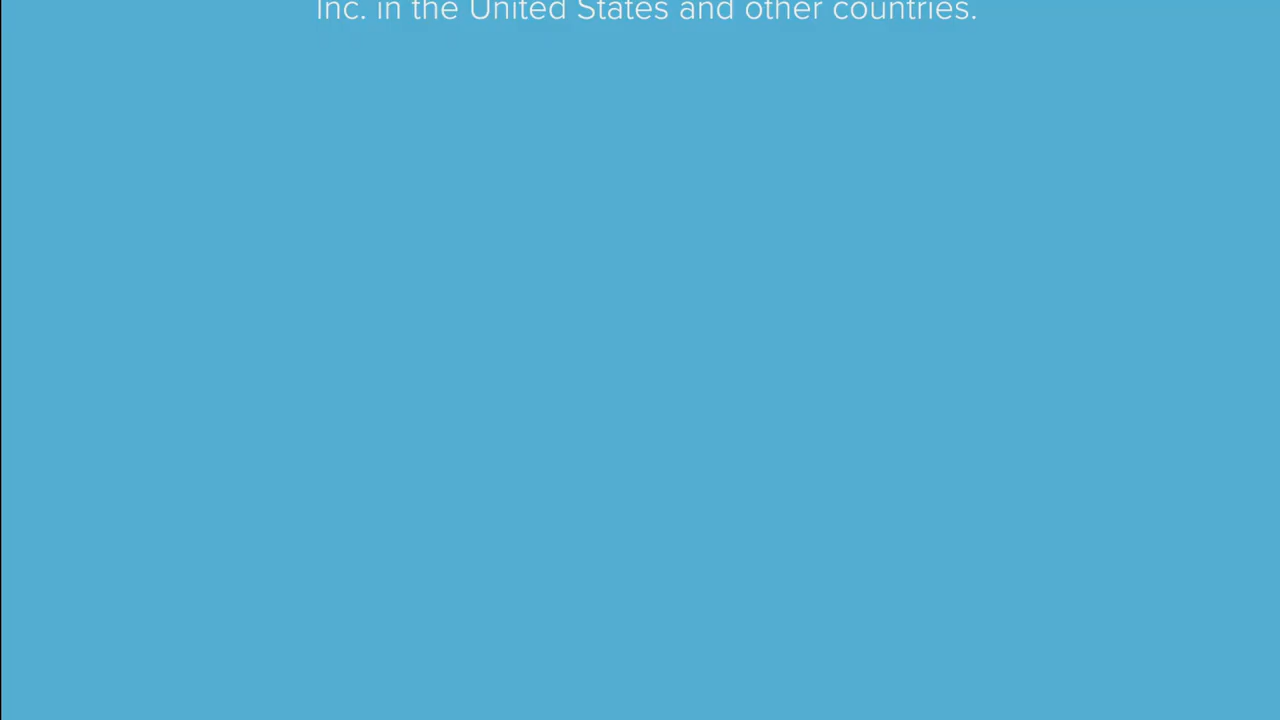 Inc. in the United States and other countries.